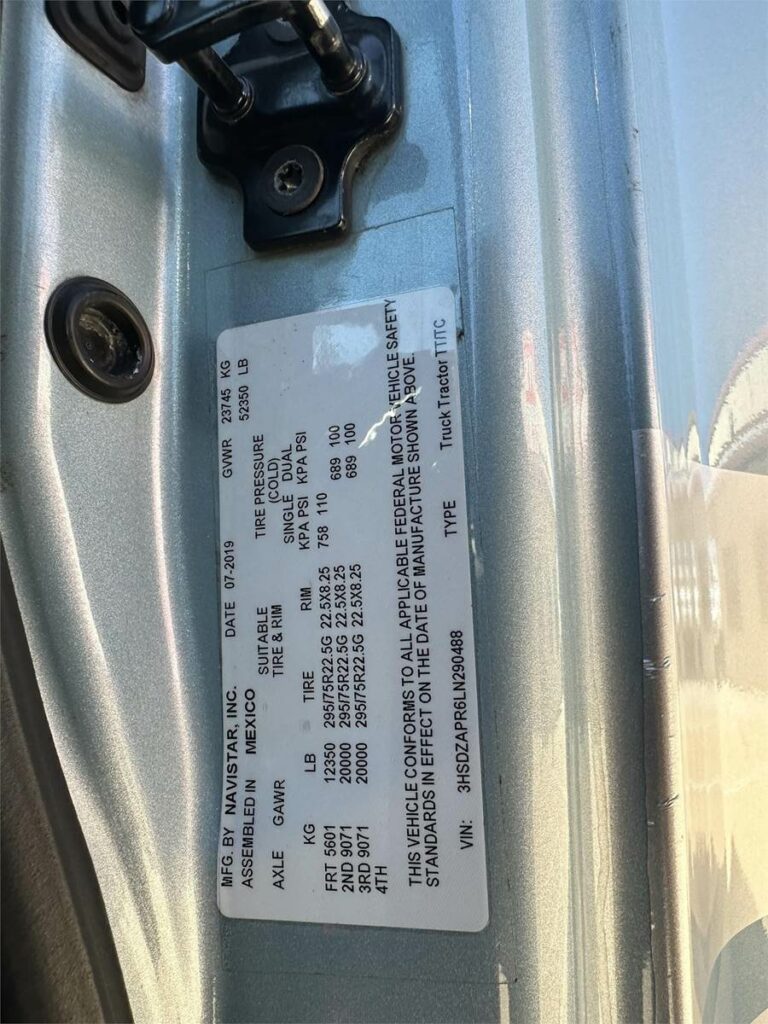 MFG. BY NAVISTAR, INC. DATE 07-2019 GVWR 23745 KG
ASSEMBLED IN MEXICO 52350 LB
SUITABLE TIRE PRESSURE
AXLE GAWR TIRE & RIM (COLD)
SINGLE DUAL
KG LB TIRE RIM KPA PSI KPA PSI
FRT 5601 12350 295/75R22.5G 22.5X8.25 758 110
2ND 9071 20000 295/75R22.5G 22.5X8.25 689 100
3RD 9071 20000 295/75R22.5G 22.5X8.25 689 100
4TH
THIS VEHICLE CONFORMS TO ALL APPLICABLE FEDERAL MOTOR VEHICLE SAFETY
STANDARDS IN EFFECT ON THE DATE OF MANUFACTURE SHOWN ABOVE.
VIN: 3HSDZAPR6LN290488 TYPE Truck Tractor TT/TC